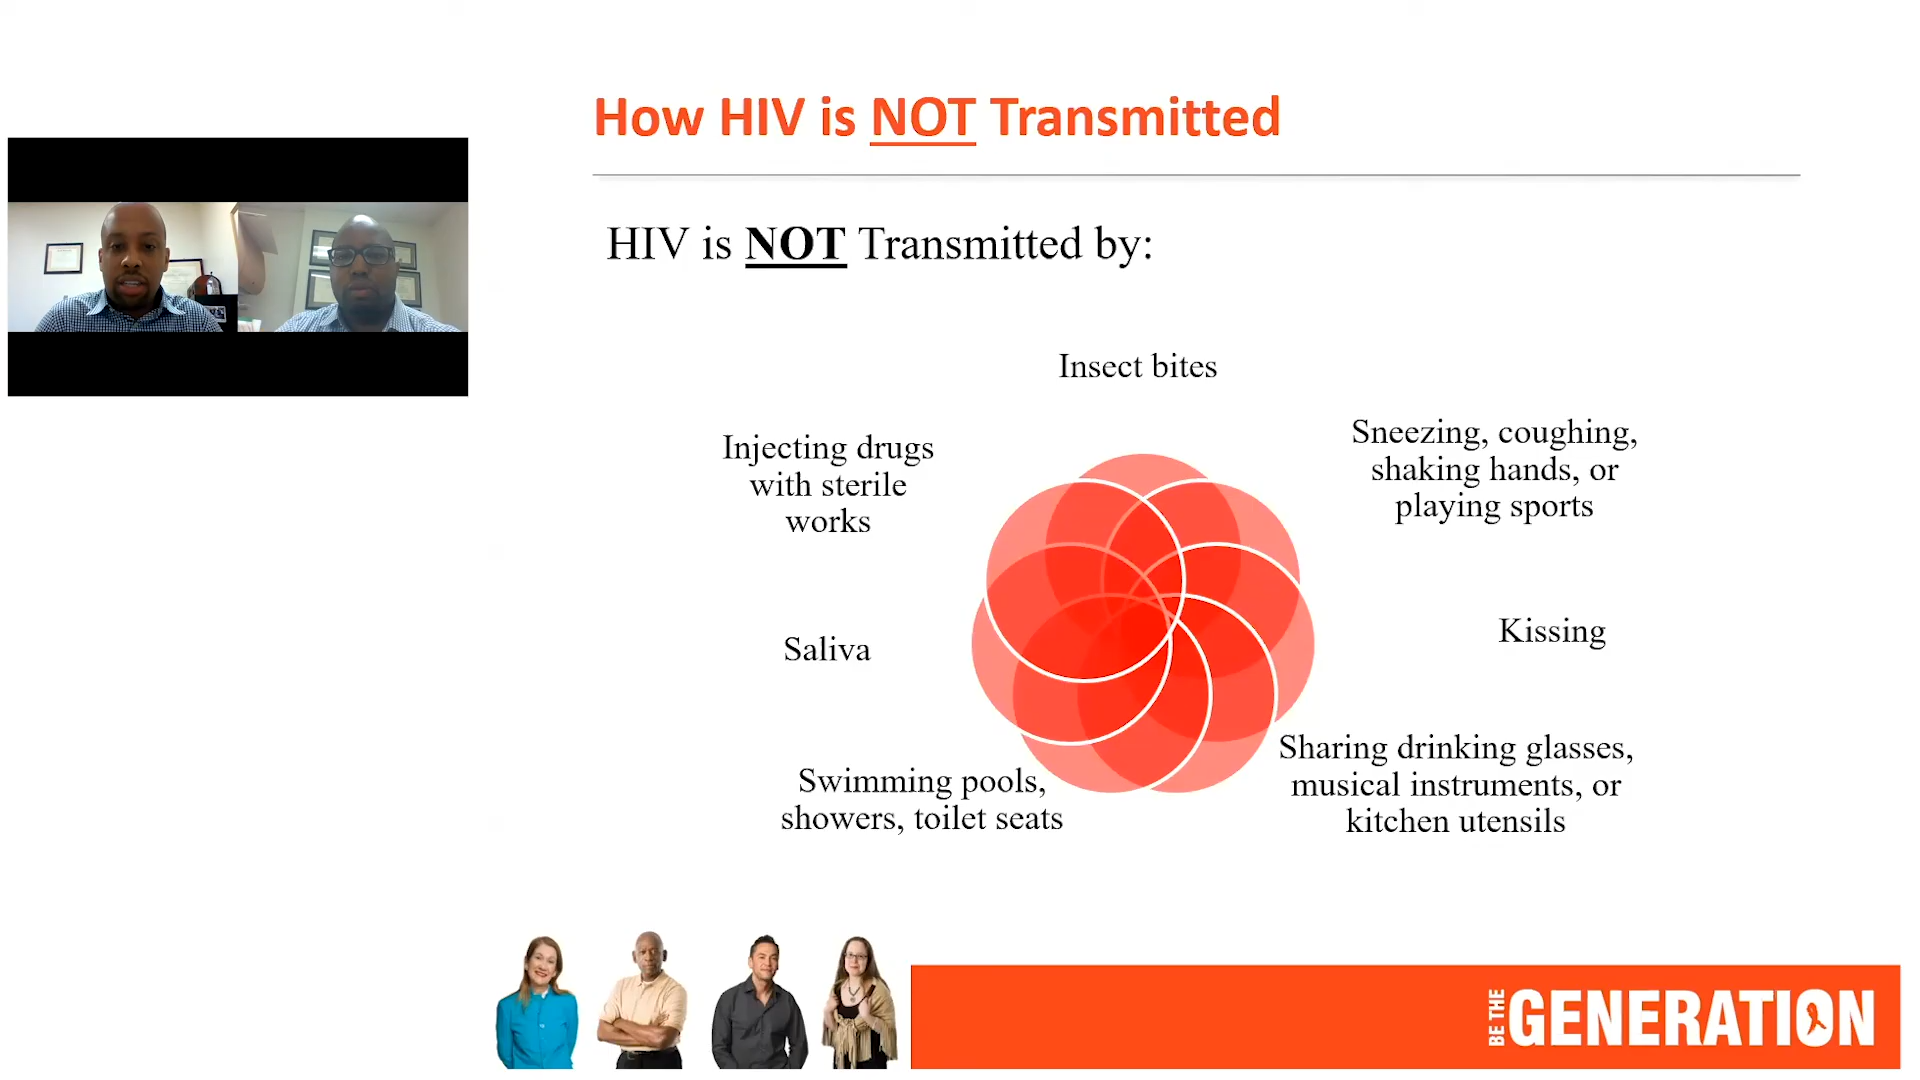 How HIV is NOT Transmitted
HIV is NOT Transmitted by:
Insect bites
Sneezing, coughing,
shaking hands, or
playing sports
Kissing
Sharing drinking glasses,
musical instruments, or
kitchen utensils
Swimming pools,
showers, toilet seats
Saliva
Injecting drugs
with sterile
works
BE THE
GENERATION